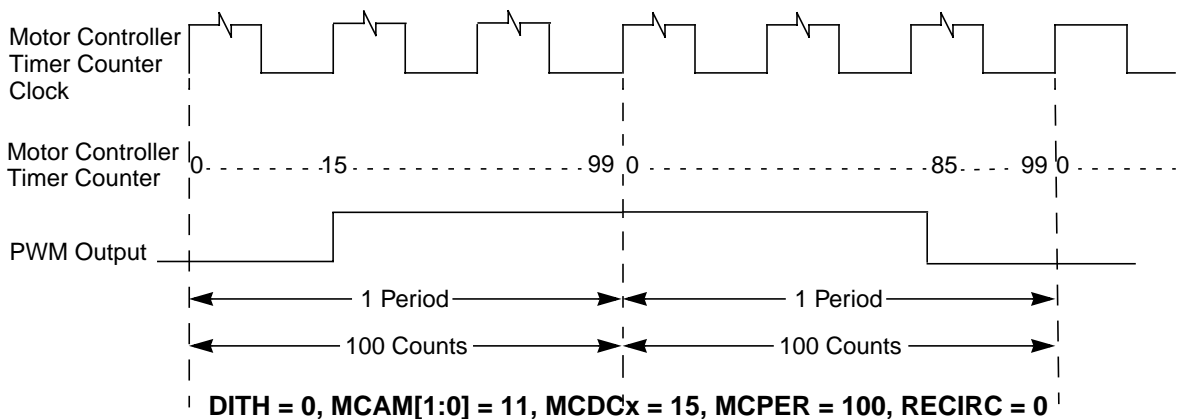 Motor Controller
Timer Counter
Clock
Motor Controller
Timer Counter
0 15 99 0 85 99 0
PWM Output
1 Period 1 Period
100 Counts 100 Counts
DITH = 0, MCAM[1:0] = 11, MCDCx = 15, MCPER = 100, RECIRC = 0